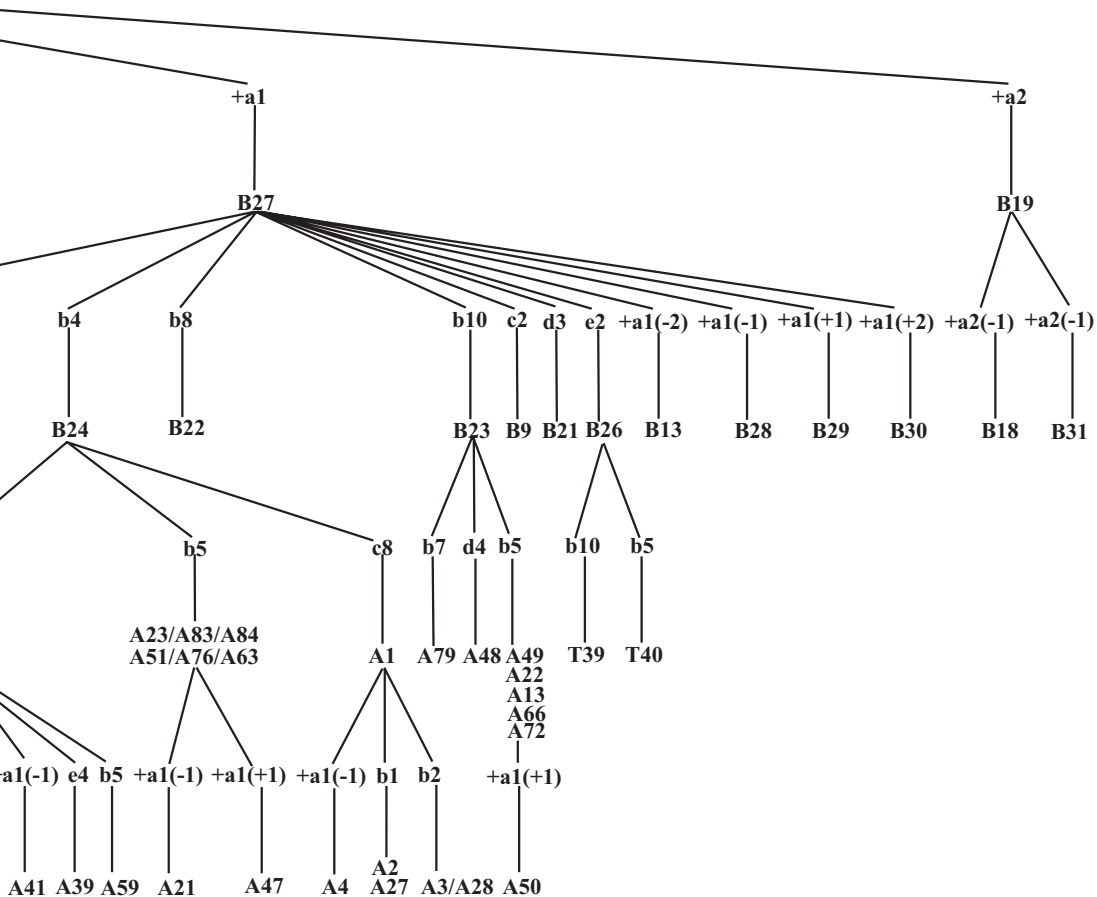 +a1 +a2
B27 B19
b4 b8 b10 c2 d3 e2 +a1(-2) +a1(-1) +a1(+1) +a1(+2) +a2(-1) +a2(-1)
B24 B22 B23 B9 B21 B26 B13 B28 B29 B30 B18 B31
b5 c8 b7 d4 b5 b10 b5
A23/A83/A84
A51/A76/A63 A1 A79 A48 A49 T39 T40
A22
A13
A66
A72
+a1(-1) e4 b5 +a1(-1) +a1(+1) +a1(-1) b1 b2 +a1(+1)
A2
A41 A39 A59 A21 A47 A4 A27 A3/A28 A50